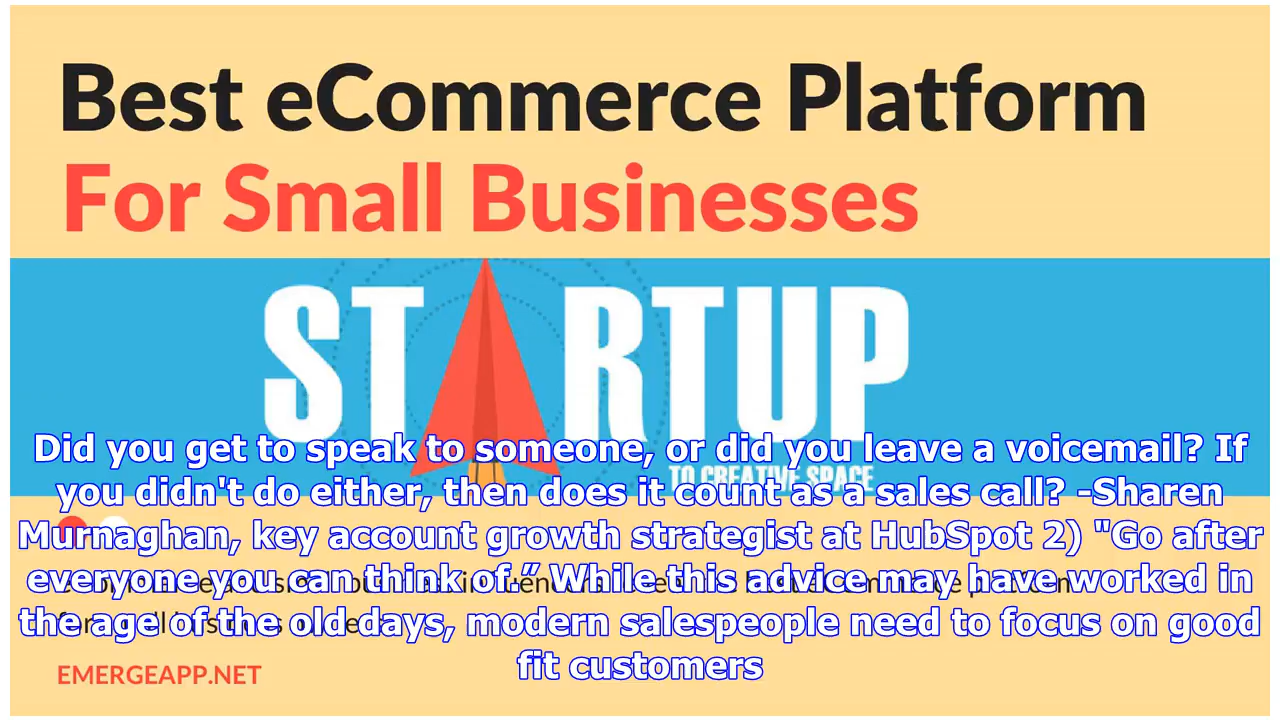 Best eCommerce Platform
For Small Businesses
STARTUP
TO CREATIVE SPACE
Did you get to speak to someone, or did you leave a voicemail? If
you didn't do either, then does it count as a sales call? -Sharen
Murnaghan, key account growth strategist at HubSpot 2) "Go after
everyone you can think of.” While this advice may have worked in
the age of the old days, modern salespeople need to focus on good
fit customers
EMERGEAPP.NET